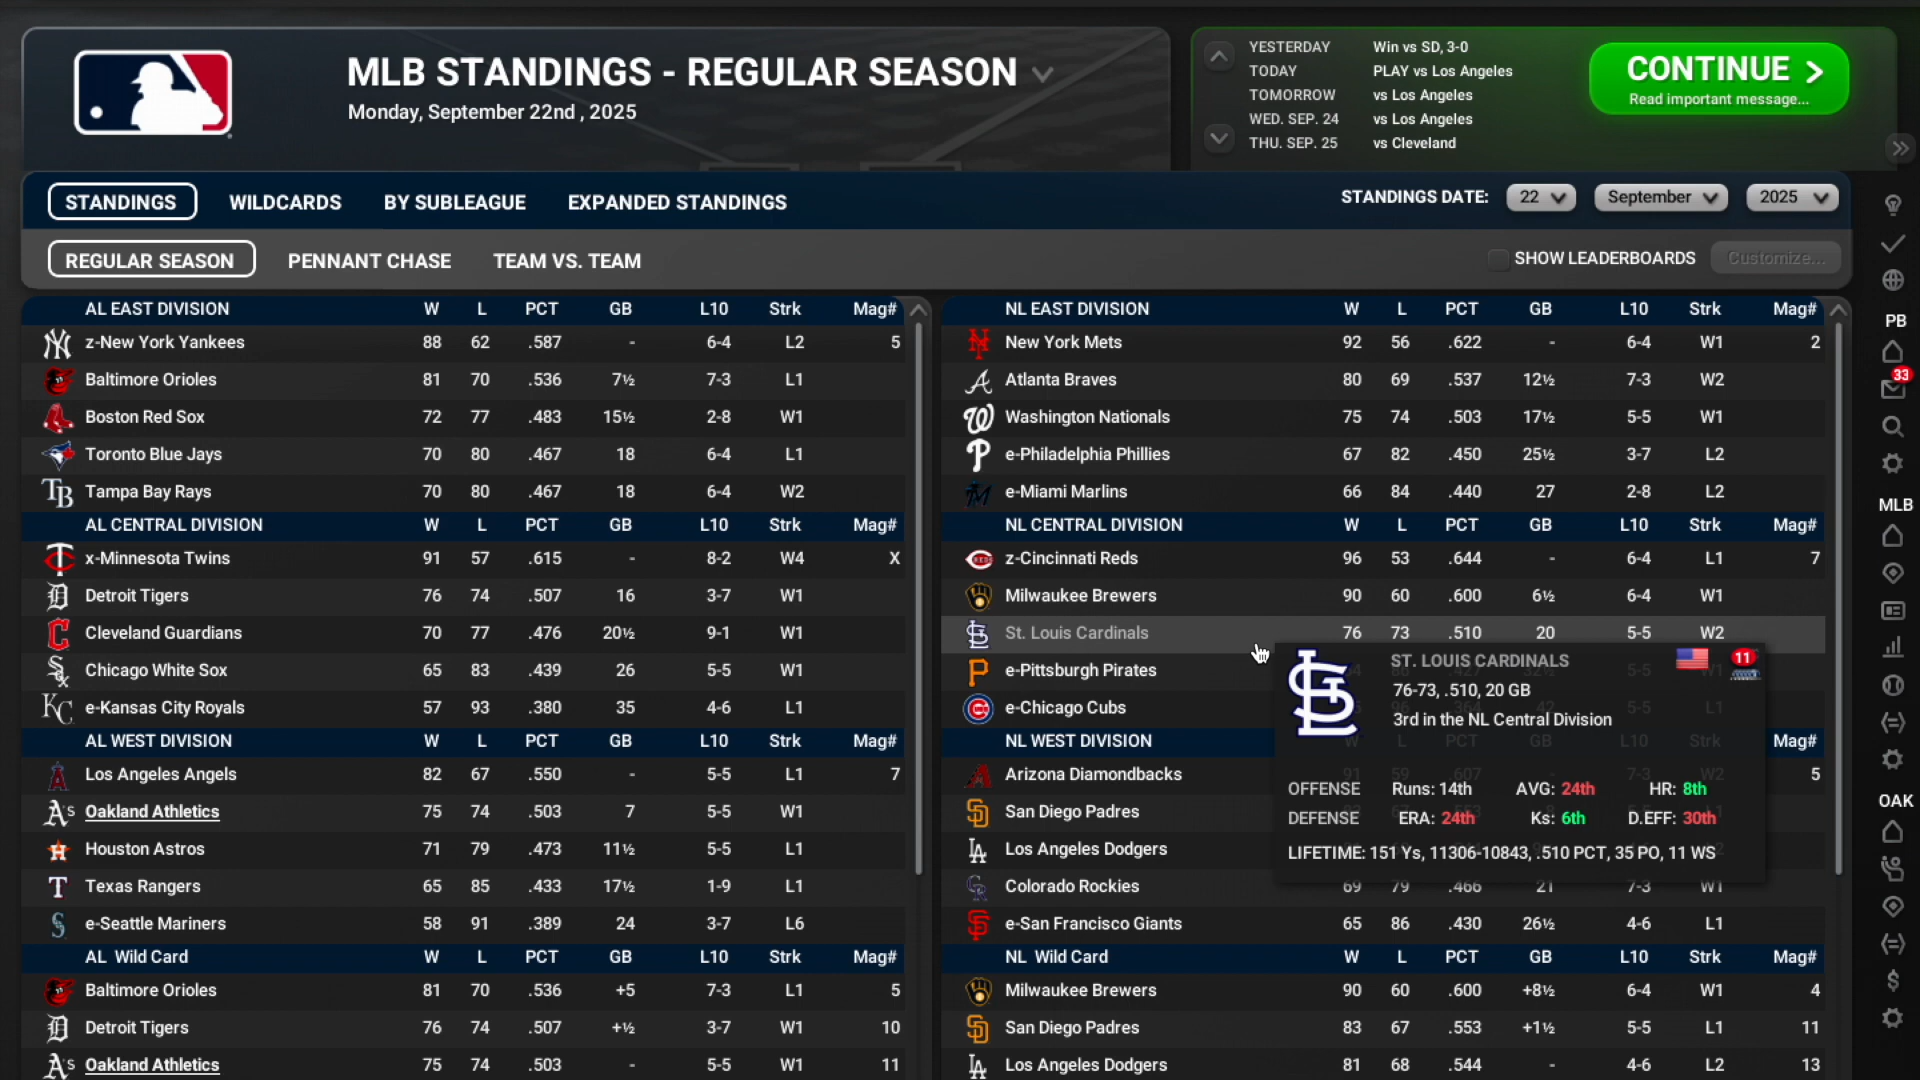 MLB STANDINGS - REGULAR SEASON
Monday, September 22nd , 2025
YESTERDAY Win vs SD, 3-0
TODAY PLAY vs Los Angeles
TOMORROW vs Los Angeles
WED. SEP. 24 vs Los Angeles
THU. SEP. 25 vs Cleveland
CONTINUE
Read important message...
STANDINGS WILDCARDS BY SUBLEAGUE EXPANDED STANDINGS
STANDINGS DATE: 22 September 2025
REGULAR SEASON PENNANT CHASE TEAM VS. TEAM
SHOW LEADERBOARDS Customize...
AL EAST DIVISION W L PCT GB L10 Strk Mag#
z-New York Yankees 88 62 .587 - 6-4 L2 5
Baltimore Orioles 81 70 .536 7½ 7-3 L1
Boston Red Sox 72 77 .483 15½ 2-8 W1
Toronto Blue Jays 70 80 .467 18 6-4 L1
Tampa Bay Rays 70 80 .467 18 6-4 W2
AL CENTRAL DIVISION W L PCT GB L10 Strk Mag#
x-Minnesota Twins 91 57 .615 - 8-2 W4 X
Detroit Tigers 76 74 .507 16 3-7 W1
Cleveland Guardians 70 77 .476 20½ 9-1 W1
Chicago White Sox 65 83 .439 26 5-5 W1
e-Kansas City Royals 57 93 .380 35 4-6 L1
AL WEST DIVISION W L PCT GB L10 Strk Mag#
Los Angeles Angels 82 67 .550 - 5-5 L1 7
Oakland Athletics 75 74 .503 7 5-5 W1
Houston Astros 71 79 .473 11½ 5-5 L1
Texas Rangers 65 85 .433 17½ 1-9 L1
e-Seattle Mariners 58 91 .389 24 3-7 L6
AL Wild Card W L PCT GB L10 Strk Mag#
Baltimore Orioles 81 70 .536 +5 7-3 L1 5
Detroit Tigers 76 74 .507 +½ 3-7 W1 10
Oakland Athletics 75 74 .503 - 5-5 W1 11
NL EAST DIVISION W L PCT GB L10 Strk Mag#
New York Mets 92 56 .622 - 6-4 W1 2
Atlanta Braves 80 69 .537 12½ 7-3 W2
Washington Nationals 75 74 .503 17½ 5-5 W1
e-Philadelphia Phillies 67 82 .450 25½ 3-7 L2
e-Miami Marlins 66 84 .440 27 2-8 L2
NL CENTRAL DIVISION W L PCT GB L10 Strk Mag#
z-Cincinnati Reds 96 53 .644 - 6-4 L1 7
Milwaukee Brewers 90 60 .600 6½ 6-4 W1
St. Louis Cardinals 76 73 .510 20 5-5 W2
e-Pittsburgh Pirates
e-Chicago Cubs
NL WEST DIVISION Mag#
Arizona Diamondbacks 5
San Diego Padres
Los Angeles Dodgers
Colorado Rockies 69 79 .466 21 7-3 W1
e-San Francisco Giants 65 86 .430 26½ 4-6 L1
NL Wild Card W L PCT GB L10 Strk Mag#
Milwaukee Brewers 90 60 .600 +8½ 6-4 W1 4
San Diego Padres 83 67 .553 +1½ 5-5 L1 11
Los Angeles Dodgers 81 68 .544 - 4-6 L2 13
ST. LOUIS CARDINALS 11
76-73, .510, 20 GB
3rd in the NL Central Division
OFFENSE Runs: 14th AVG: 24th HR: 8th
DEFENSE ERA: 24th Ks: 6th D.EFF: 30th
LIFETIME: 151 Ys, 11306-10843, .510 PCT, 35 PO, 11 WS
PB
33
MLB
OAK